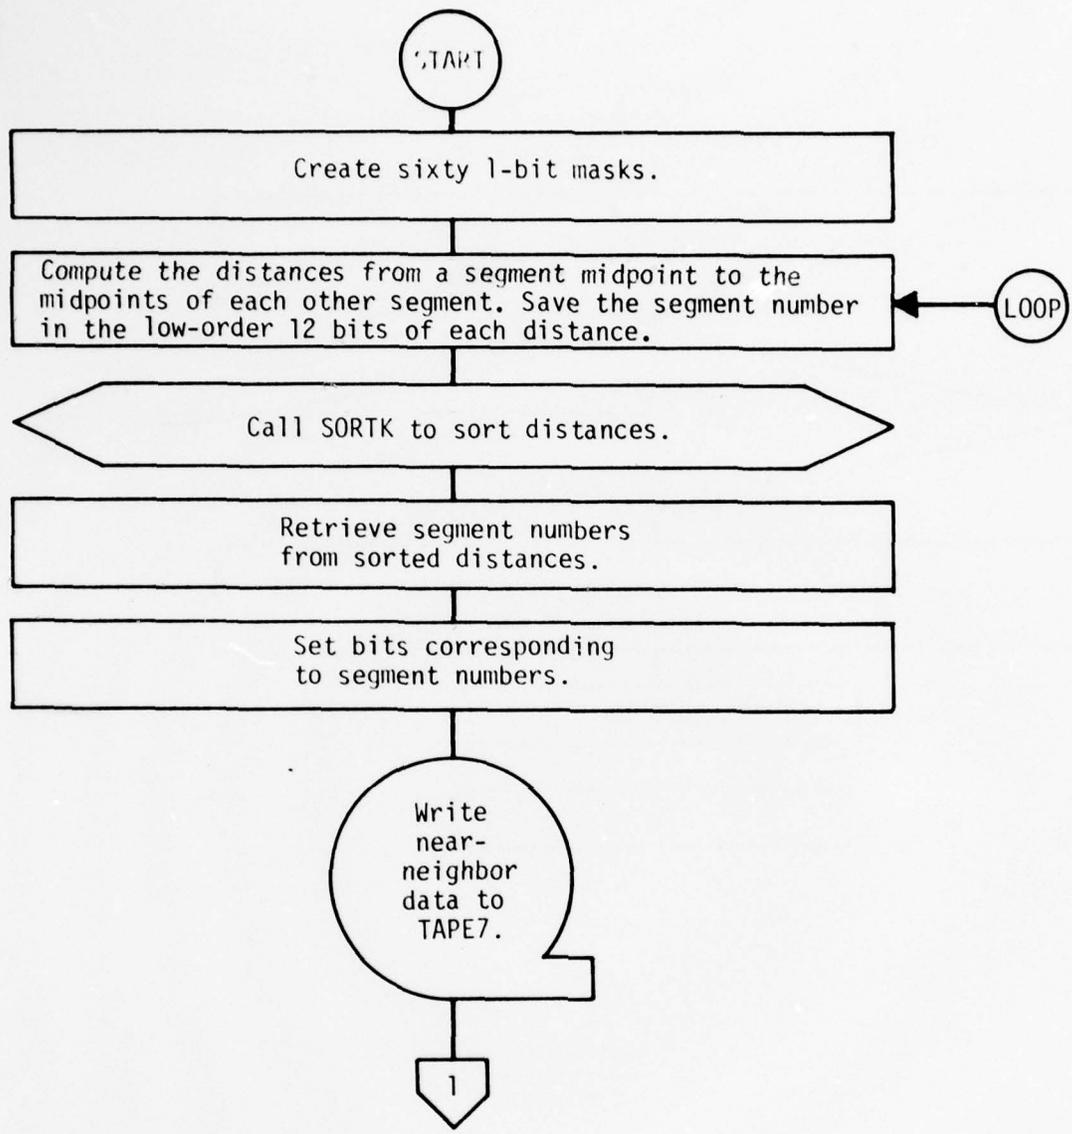 START
Create sixty 1-bit masks.
Compute the distances from a segment midpoint to the
midpoints of each other segment. Save the segment number
in the low-order 12 bits of each distance.
LOOP
Call SORTK to sort distances.
Retrieve segment numbers
from sorted distances.
Set bits corresponding
to segment numbers.
Write
near-
neighbor
data to
TAPE7.
1